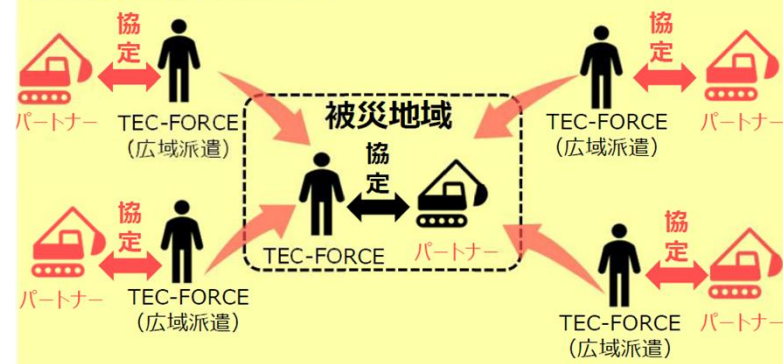 協定
パートナー
TEC-FORCE
（広域派遣）
協定
TEC-FORCE
（広域派遣）
パートナー
被災地域
協定
TEC-FORCE
パートナー
協定
パートナー
TEC-FORCE
（広域派遣）
協定
TEC-FORCE
（広域派遣）
パートナー